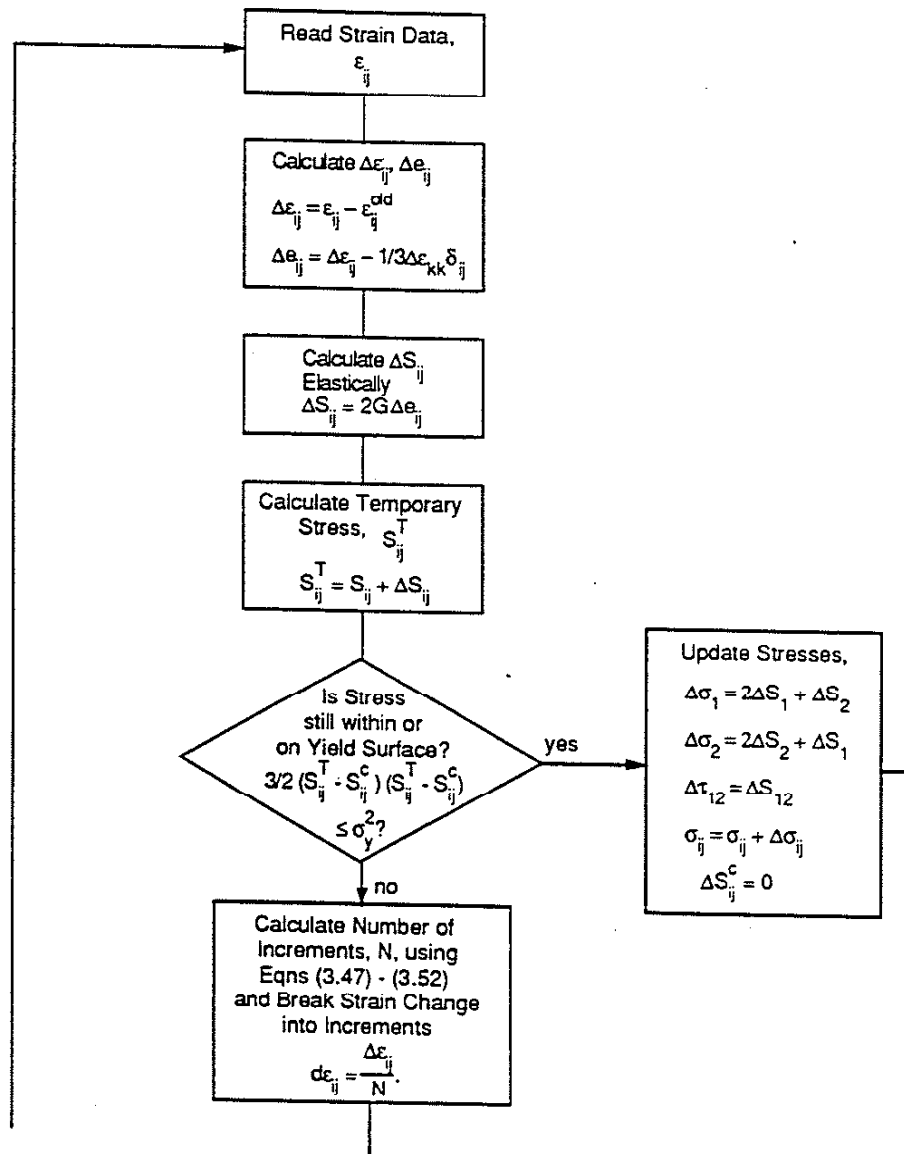 Read Strain Data,
ε_ij
Calculate Δε_ij, Δe_ij
Δε_ij = ε_ij − ε_ij^old
Δe_ij = Δε_ij − 1/3Δε_kk δ_ij
Calculate ΔS_ij
Elastically
ΔS_ij = 2GΔe_ij
Calculate Temporary
Stress, S_ij^T
S_ij^T = S_ij + ΔS_ij
Is Stress
still within or
on Yield Surface?
3/2 (S_ij^T - S_ij^c) (S_ij^T - S_ij^c)
≤ σ_y^2?
yes
no
Update Stresses,
Δσ_1 = 2ΔS_1 + ΔS_2
Δσ_2 = 2ΔS_2 + ΔS_1
Δτ_12 = ΔS_12
σ_ij = σ_ij + Δσ_ij
ΔS_ij^c = 0
Calculate Number of
Increments, N, using
Eqns (3.47) - (3.52)
and Break Strain Change
into Increments
dε_ij = Δε_ij / N.